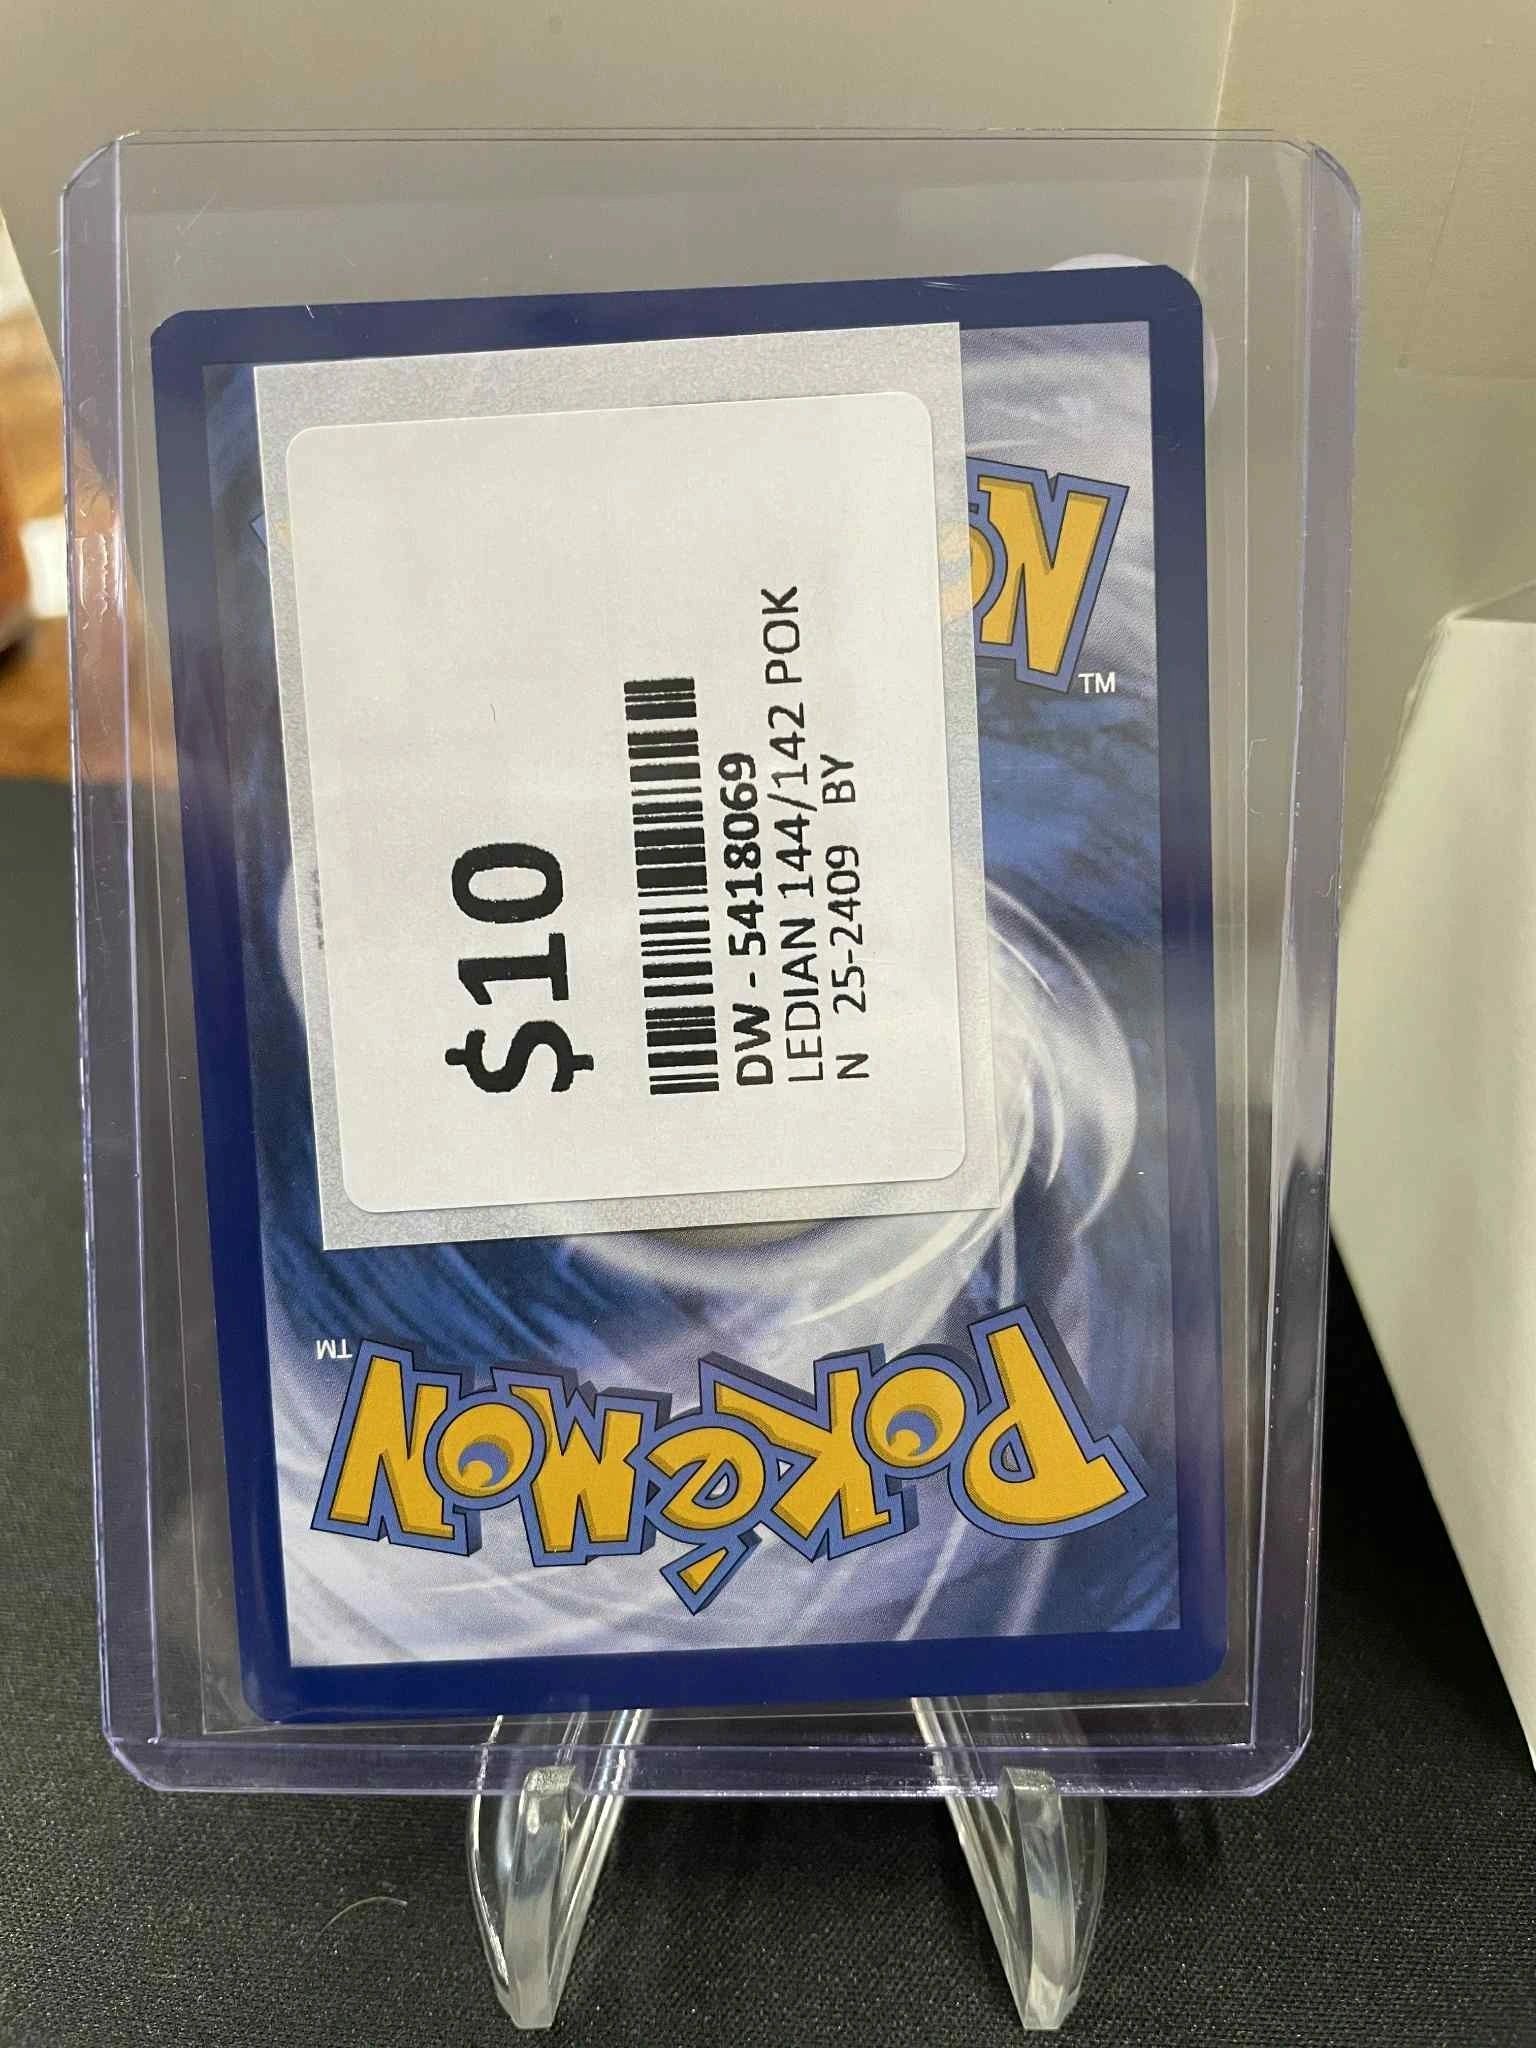 $10
DW - 5418069
LEDIAN 144/142 POK
N 25-2409 BY
TM
POKéMON
TM